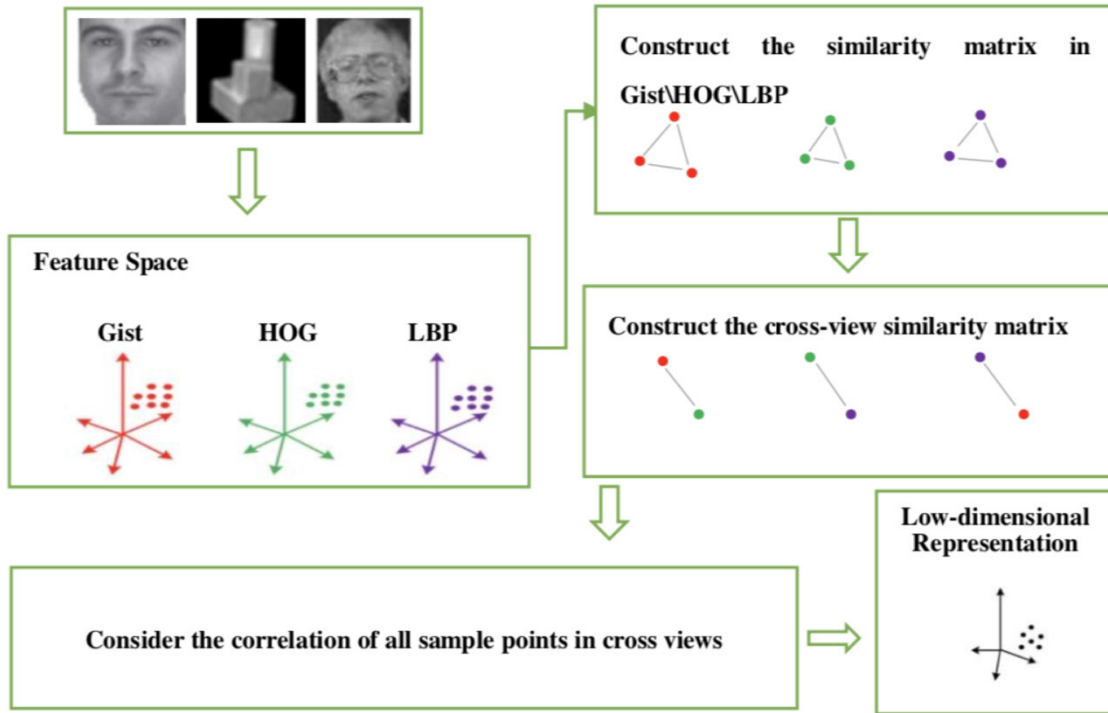 Construct the similarity matrix in
Gist\HOG\LBP
Feature Space
Gist HOG LBP
Construct the cross-view similarity matrix
Consider the correlation of all sample points in cross views
Low-dimensional
Representation